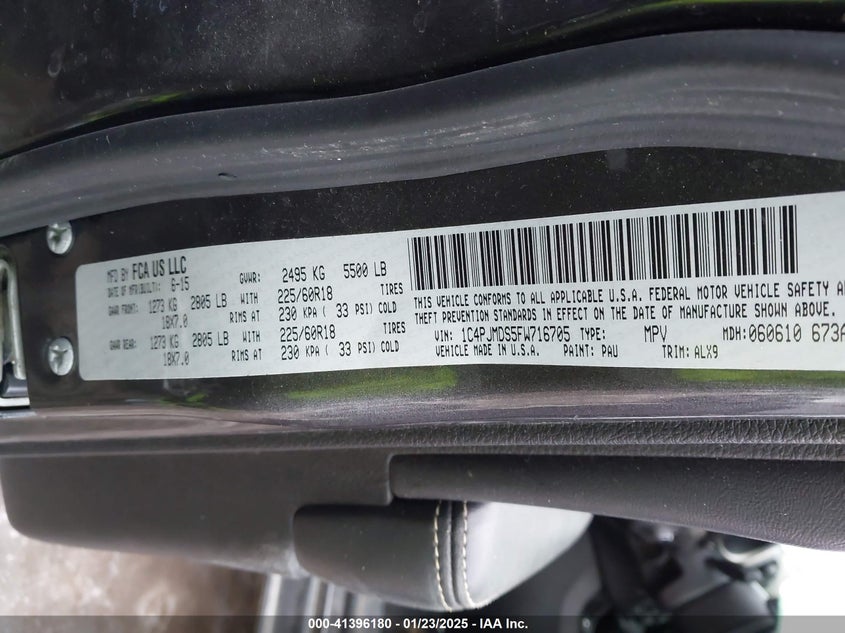 MFD BY FCA US LLC
DATE OF MFR(BUILT): 6-15 GVWR: 2495 KG 5500 LB
GAWR FRONT: 1273 KG 2805 LB WITH 225/60R18 TIRES
18X7.0 RIMS AT 230 KPA ( 33 PSI) COLD
GAWR REAR: 1273 KG 2805 LB WITH 225/60R18 TIRES
18X7.0 RIMS AT 230 KPA ( 33 PSI) COLD
THIS VEHICLE CONFORMS TO ALL APPLICABLE U.S.A. FEDERAL MOTOR VEHICLE SAFETY
THEFT PREVENTION STANDARDS IN EFFECT ON THE DATE OF MANUFACTURE SHOWN ABOVE.
VIN: 1C4PJMDS5FW716705 TYPE: MPV MDH:060610 673A
MADE IN U.S.A. PAINT: PAU TRIM: ALX9
000-41396180 - 01/23/2025 - IAAI.com